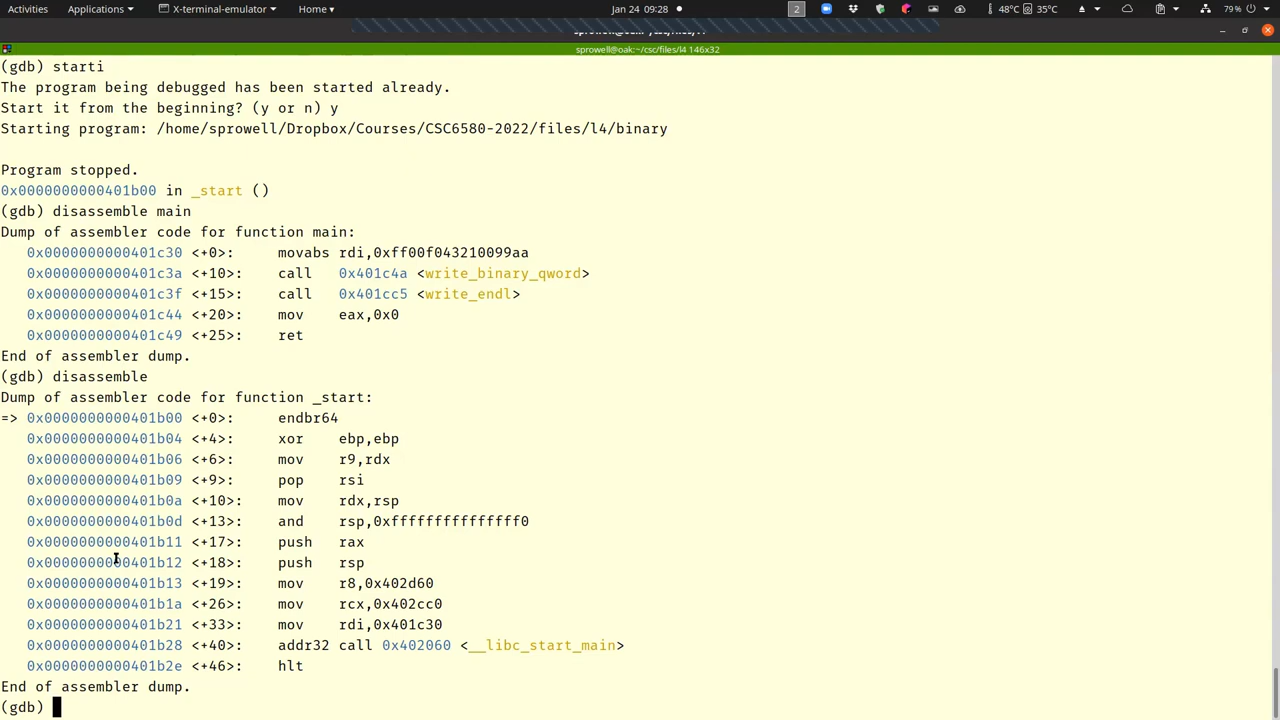 Activities Applications ▾ X-terminal-emulator ▾ Home ▾ Jan 24 09:28 2 48°C 35°C 79%
sprowell@oak:~/csc/files/l4 146x32
(gdb) starti
The program being debugged has been started already.
Start it from the beginning? (y or n) y
Starting program: /home/sprowell/Dropbox/Courses/CSC6580-2022/files/l4/binary
Program stopped.
0x0000000000401b00 in _start ()
(gdb) disassemble main
Dump of assembler code for function main:
0x0000000000401c30 <+0>: movabs rdi,0xff00f043210099aa
0x0000000000401c3a <+10>: call 0x401c4a <write_binary_qword>
0x0000000000401c3f <+15>: call 0x401cc5 <write_endl>
0x0000000000401c44 <+20>: mov eax,0x0
0x0000000000401c49 <+25>: ret
End of assembler dump.
(gdb) disassemble
Dump of assembler code for function _start:
=> 0x0000000000401b00 <+0>: endbr64
0x0000000000401b04 <+4>: xor ebp,ebp
0x0000000000401b06 <+6>: mov r9,rdx
0x0000000000401b09 <+9>: pop rsi
0x0000000000401b0a <+10>: mov rdx,rsp
0x0000000000401b0d <+13>: and rsp,0xfffffffffffffff0
0x0000000000401b11 <+17>: push rax
0x0000000000401b12 <+18>: push rsp
0x0000000000401b13 <+19>: mov r8,0x402d60
0x0000000000401b1a <+26>: mov rcx,0x402cc0
0x0000000000401b21 <+33>: mov rdi,0x401c30
0x0000000000401b28 <+40>: addr32 call 0x402060 <__libc_start_main>
0x0000000000401b2e <+46>: hlt
End of assembler dump.
(gdb)